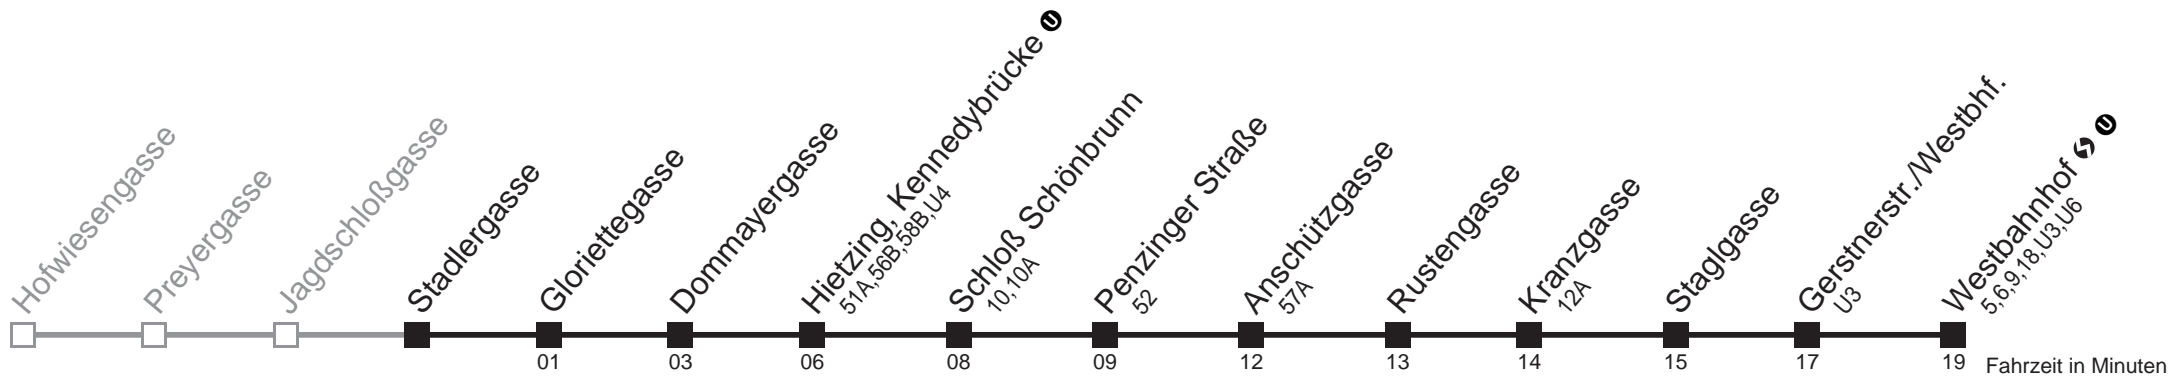 Hofwiesengasse
Preyergasse
Jagdschloßgasse
Stadlergasse
Gloriettegasse
Dommayergasse
Hietzing, Kennedybrücke U
51A,56B,58B,U4
Schloß Schönbrunn
10,10A
Penzinger Straße
52
Anschützgasse
57A
Rustengasse
Kranzgasse
12A
Staglgasse
Gerstnerstr./Westbhf.
U3
Westbahnhof U
5,6,9,18,U3,U6
01 03 06 08 09 12 13 14 15 17 19 Fahrzeit in Minuten